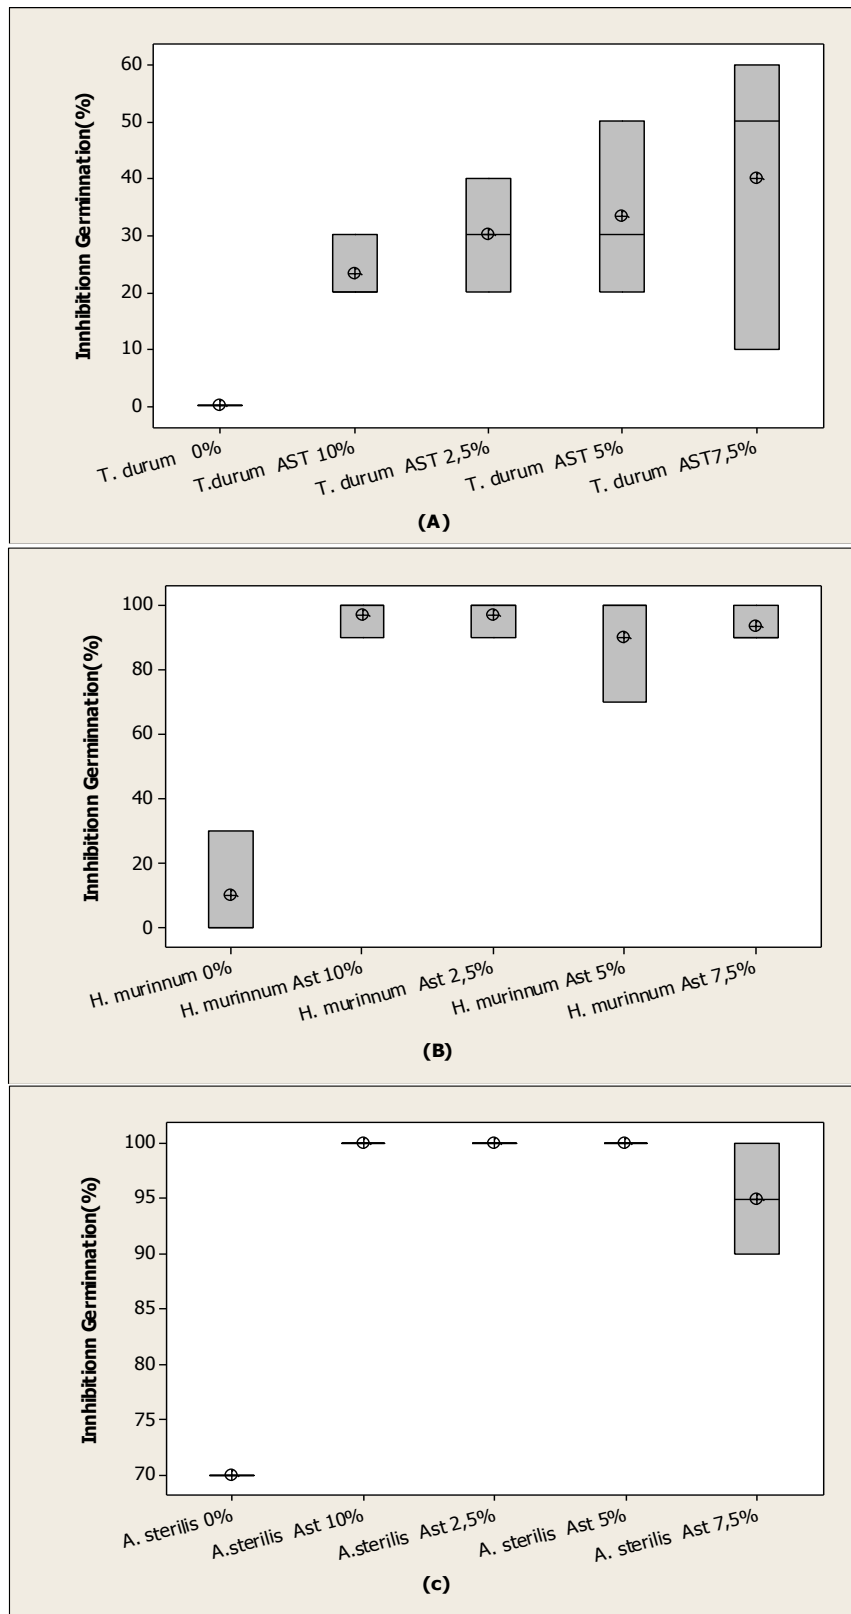 Innhibitionn Germinnation(%)
60
50
40
30
20
10
0
T. durum 0%
T.durum AST 10%
T. durum AST 2,5%
T. durum AST 5%
T. durum AST7,5%
(A)
Innhibitionn Germinnation(%)
100
80
60
40
20
0
H. murinnum 0%
H. murinnum Ast 10%
H. murinnum Ast 2,5%
H. murinnum Ast 5%
H. murinnum Ast 7,5%
(B)
Innhibitionn Germinnation(%)
100
95
90
85
80
75
70
A. sterilis 0%
A.sterilis Ast 10%
A.sterilis Ast 2,5%
A. sterilis Ast 5%
A. sterilis Ast 7,5%
(c)